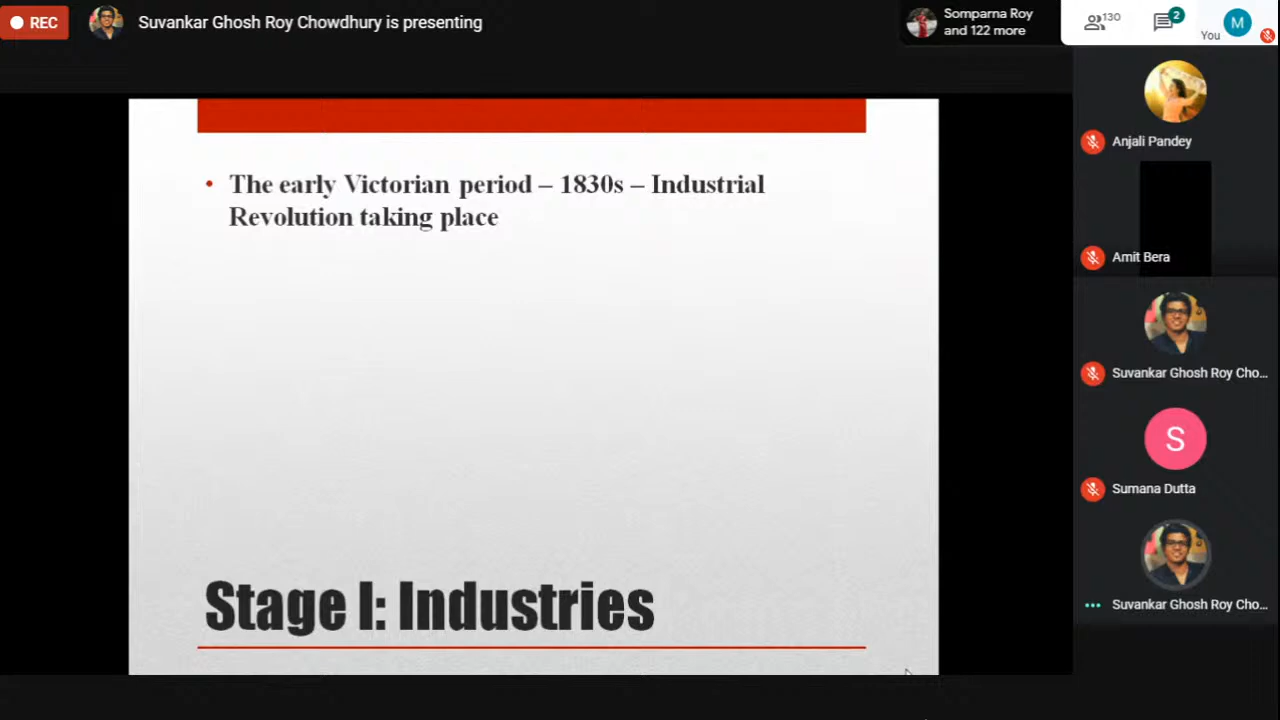 REC
Suvankar Ghosh Roy Chowdhury is presenting
Somparna Roy
and 122 more
130
2
You
M
• The early Victorian period – 1830s – Industrial
Revolution taking place
Stage I: Industries
Anjali Pandey
Amit Bera
Suvankar Ghosh Roy Cho...
S
Sumana Dutta
Suvankar Ghosh Roy Cho...